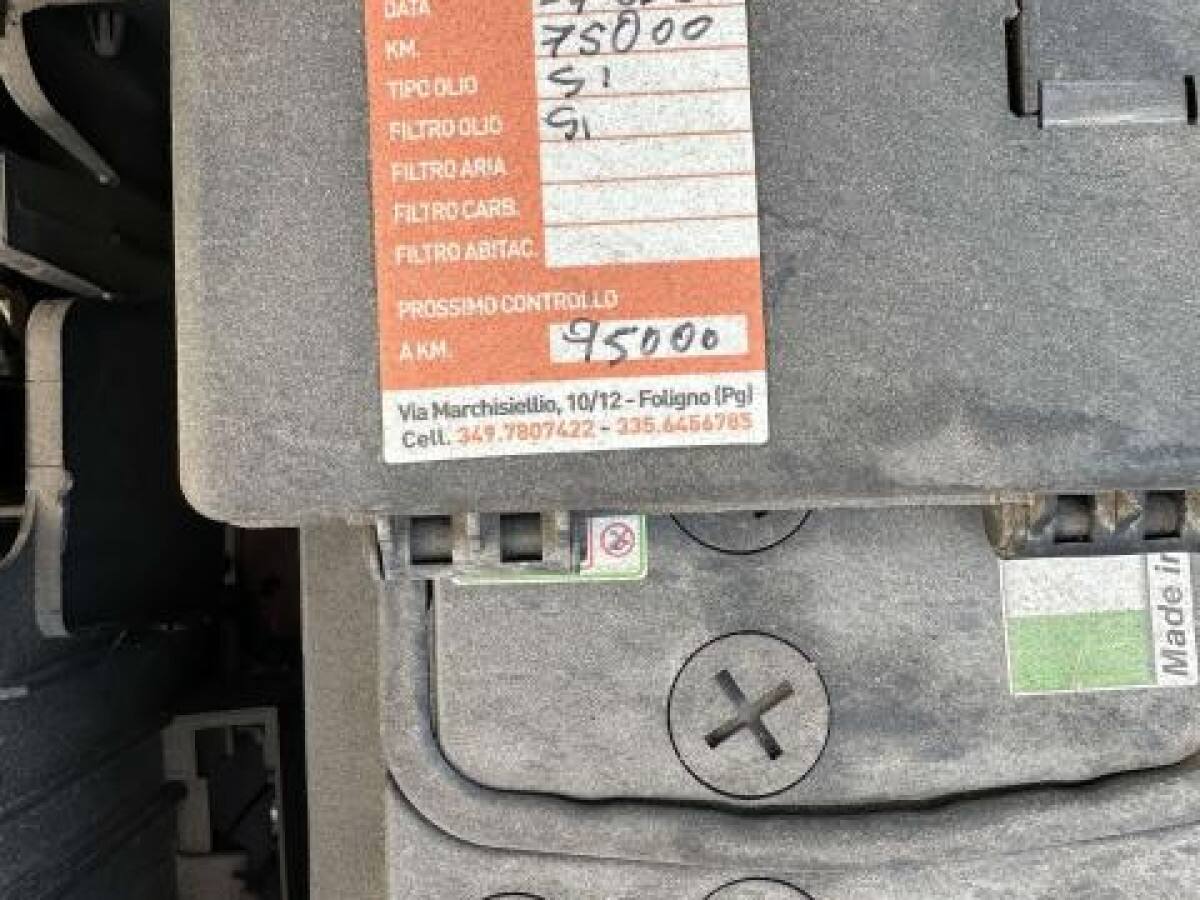 DATA
KM. 75000
TIPO OLIO SI
FILTRO OLIO SI
FILTRO ARIA
FILTRO CARB.
FILTRO ABITAC.
PROSSIMO CONTROLLO
A KM. 95000
Via Marchisiellio, 10/12 - Foligno (Pg)
Cell. 349.7807422 - 335.6456785
Made in